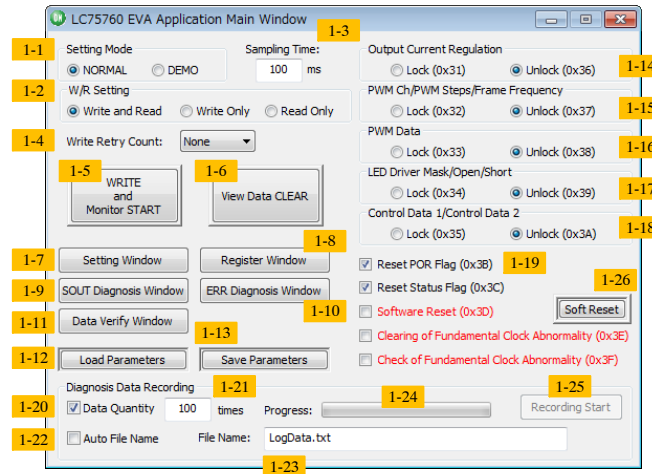 LC75760 EVA Application Main Window
1-3
1-1
Setting Mode
NORMAL
DEMO
Sampling Time:
100 ms
1-2
W/R Setting
Write and Read
Write Only
Read Only
1-4
Write Retry Count:
None
1-5
WRITE
and
Monitor START
1-6
View Data CLEAR
1-8
1-7
Setting Window
Register Window
1-9
SOUT Diagnosis Window
ERR Diagnosis Window
1-10
1-11
Data Verify Window
1-13
1-12
Load Parameters
Save Parameters
Output Current Regulation
Lock (0x31)
Unlock (0x36)
1-14
PWM Ch/PWM Steps/Frame Frequency
Lock (0x32)
Unlock (0x37)
1-15
PWM Data
Lock (0x33)
Unlock (0x38)
1-16
LED Driver Mask/Open/Short
Lock (0x34)
Unlock (0x39)
1-17
Control Data 1/Control Data 2
Lock (0x35)
Unlock (0x3A)
1-18
Reset POR Flag (0x3B)
1-19
Reset Status Flag (0x3C)
1-26
Software Reset (0x3D)
Soft Reset
Clearing of Fundamental Clock Abnormality (0x3E)
Check of Fundamental Clock Abnormality (0x3F)
Diagnosis Data Recording
1-21
1-24
1-25
1-20
Data Quantity
100 times
Progress:
Recording Start
1-22
Auto File Name
File Name:
LogData.txt
1-23